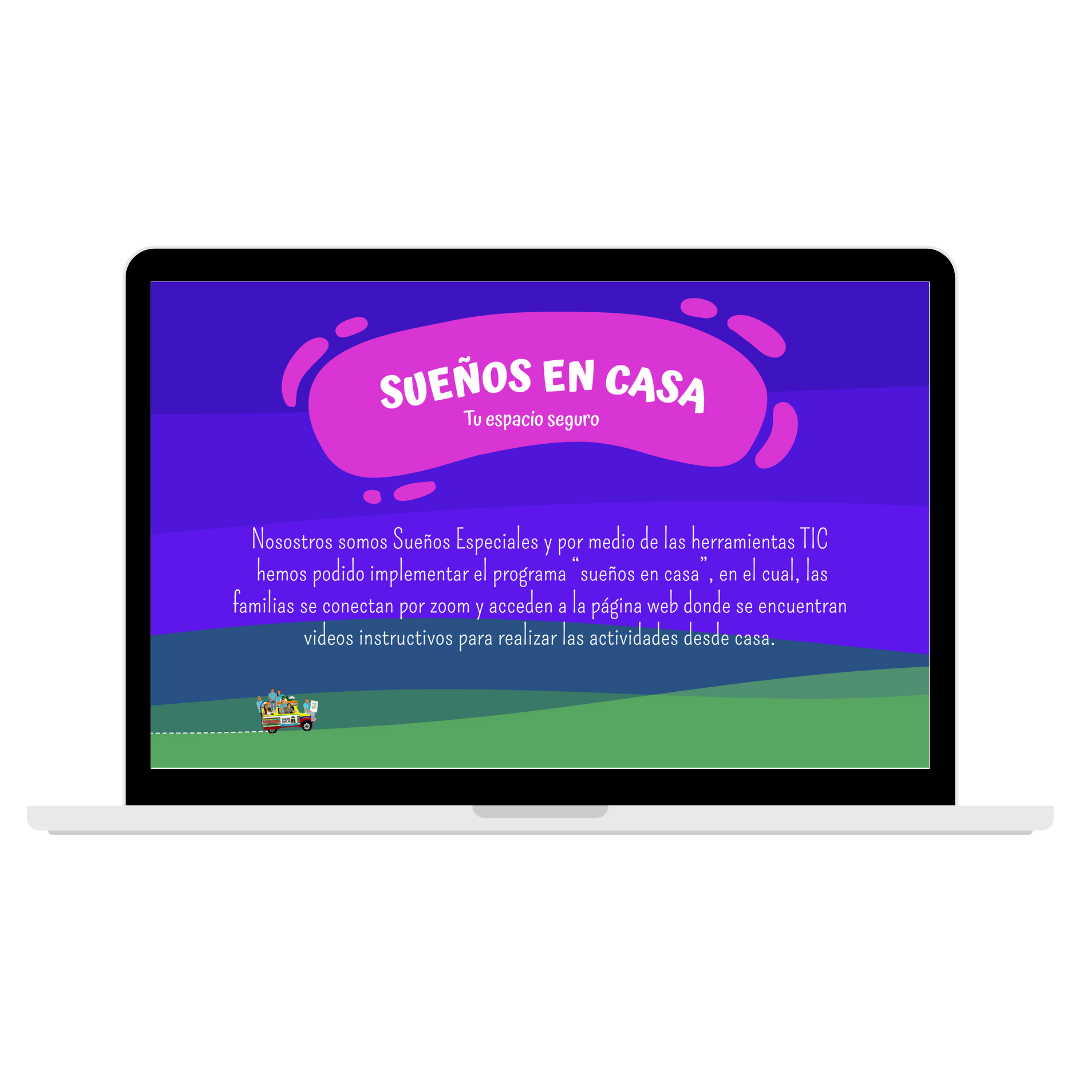 SUEÑOS EN CASA
Tu espacio seguro
Nosostros somos Sueños Especiales y por medio de las herramientas TIC
hemos podido implementar el programa “sueños en casa”, en el cual, las
familias se conectan por zoom y acceden a la página web donde se encuentran
videos instructivos para realizar las actividades desde casa.